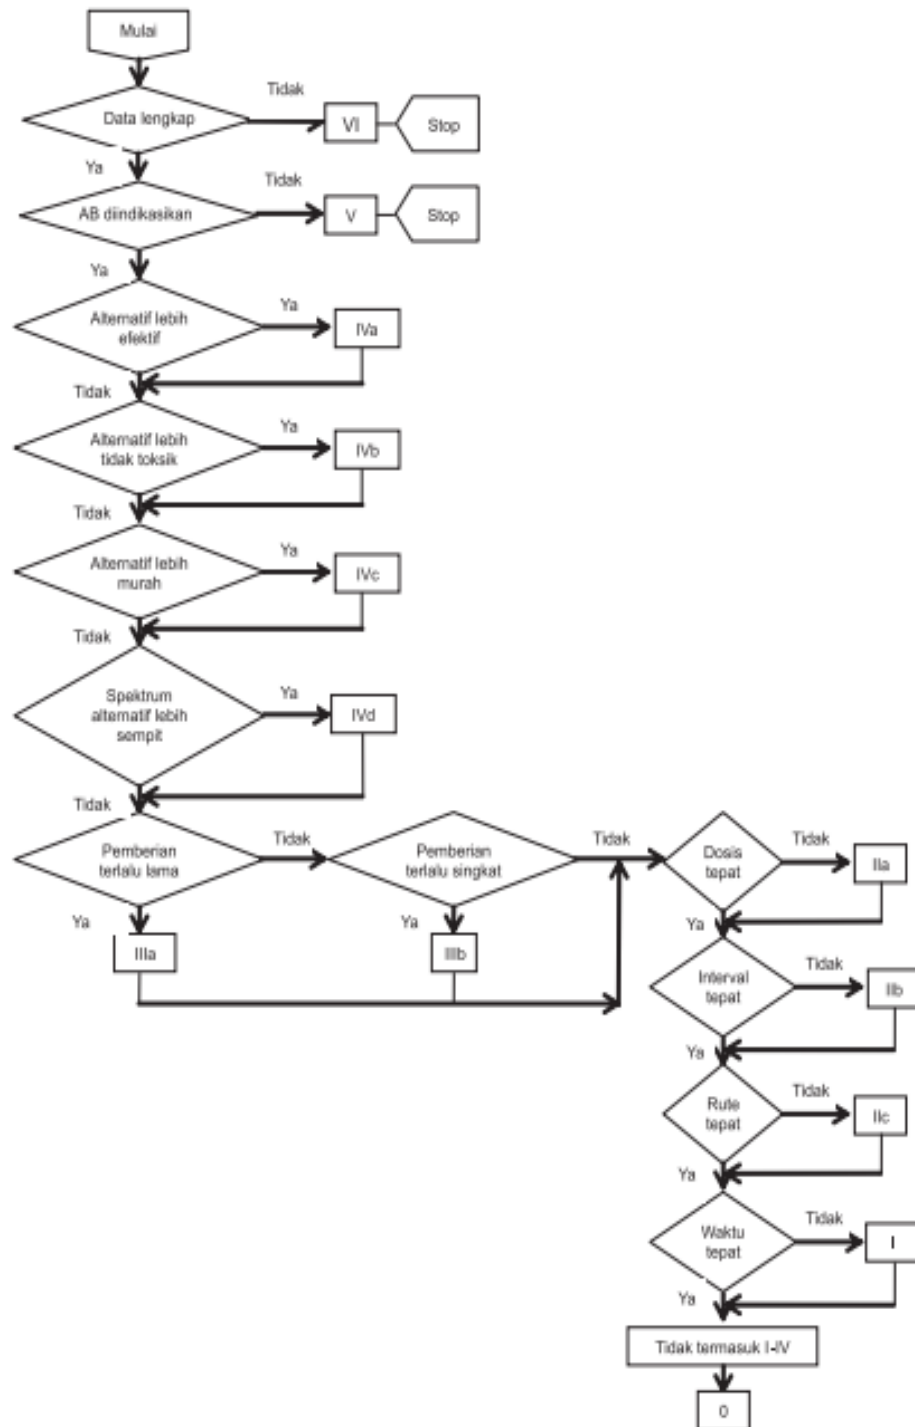 Mulai
Tidak
Data lengkap
VI
Stop
Ya
Tidak
AB diindikasikan
V
Stop
Ya
Ya
Alternatif lebih
efektif
IVa
Tidak
Ya
Alternatif lebih
tidak toksik
IVb
Tidak
Ya
Alternatif lebih
murah
IVc
Tidak
Ya
Spektrum
alternatif lebih
sempit
IVd
Tidak
Pemberian
terlalu lama
Tidak
Ya
IIIa
Pemberian
terlalu singkat
Tidak
Ya
IIIb
Dosis
tepat
Tidak
IIa
Ya
Interval
tepat
Tidak
IIb
Ya
Rute
tepat
Tidak
IIc
Ya
Waktu
tepat
Tidak
I
Ya
Tidak termasuk I-IV
0